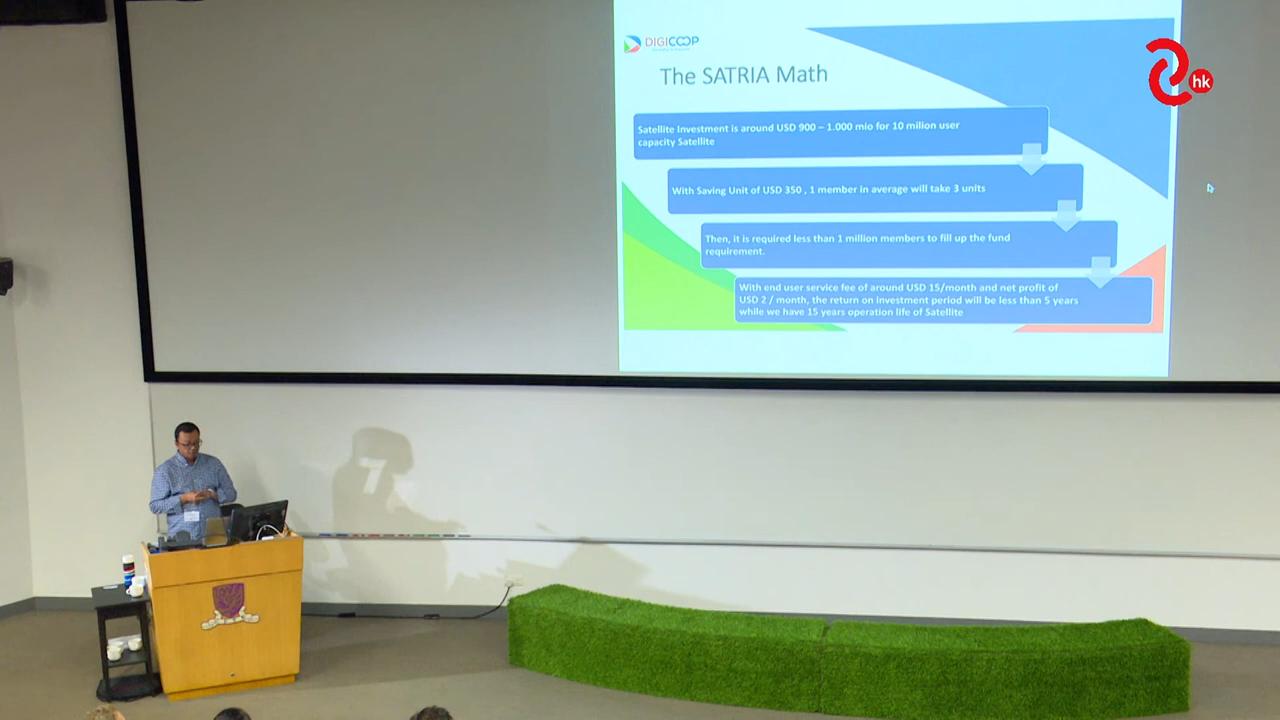 DIGICOOP
The SATRIA Math
Satellite Investment is around USD 900 – 1.000 mio for 10 milion user
capacity Satellite
With Saving Unit of USD 350 , 1 member in average will take 3 units
Then, it is required less than 1 million members to fill up the fund
requirement.
With end user service fee of around USD 15/month and net profit of
USD 2 / month, the return on investment period will be less than 5 years
while we have 15 years operation life of Satellite
hk